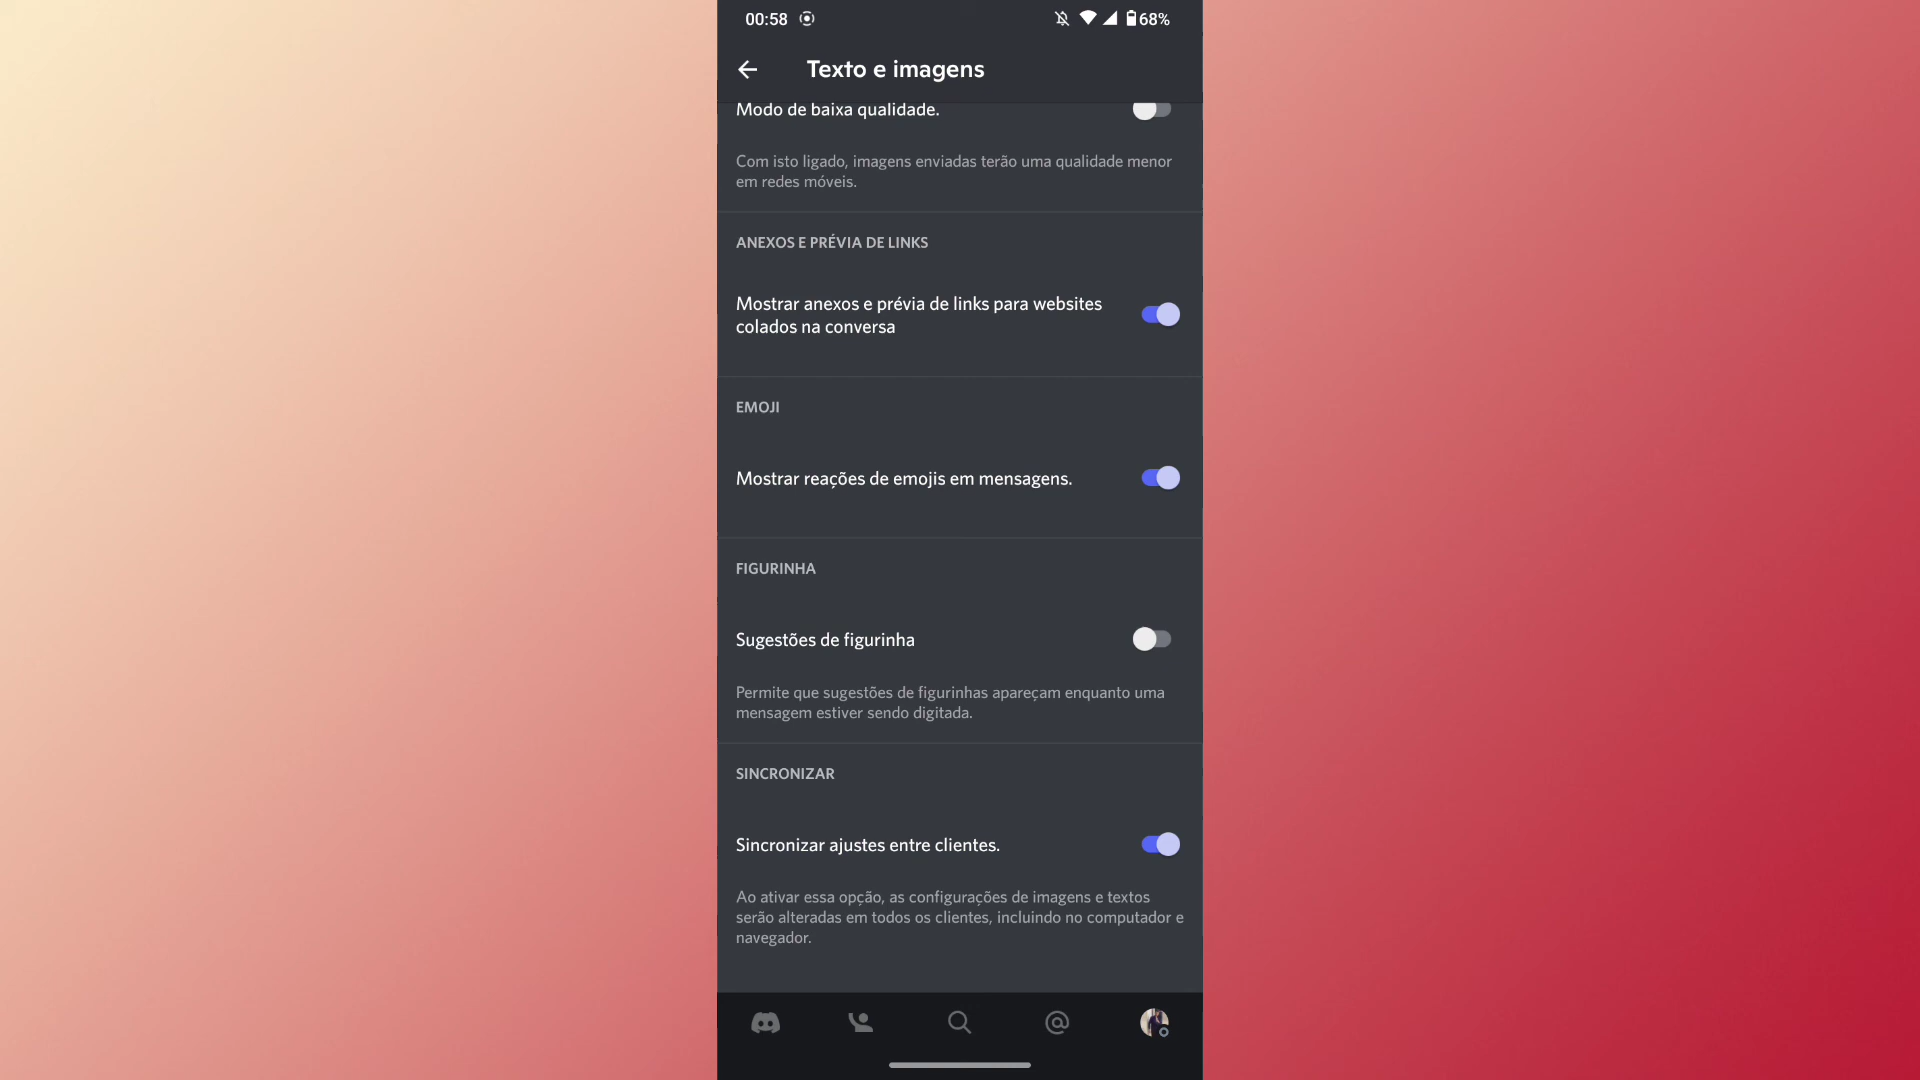 00:58
68%
Texto e imagens
Modo de baixa qualidade.
Com isto ligado, imagens enviadas terão uma qualidade menor
em redes móveis.
ANEXOS E PRÉVIA DE LINKS
Mostrar anexos e prévia de links para websites
colados na conversa
EMOJI
Mostrar reações de emojis em mensagens.
FIGURINHA
Sugestões de figurinha
Permite que sugestões de figurinhas apareçam enquanto uma
mensagem estiver sendo digitada.
SINCRONIZAR
Sincronizar ajustes entre clientes.
Ao ativar essa opção, as configurações de imagens e textos
serão alteradas em todos os clientes, incluindo no computador e
navegador.